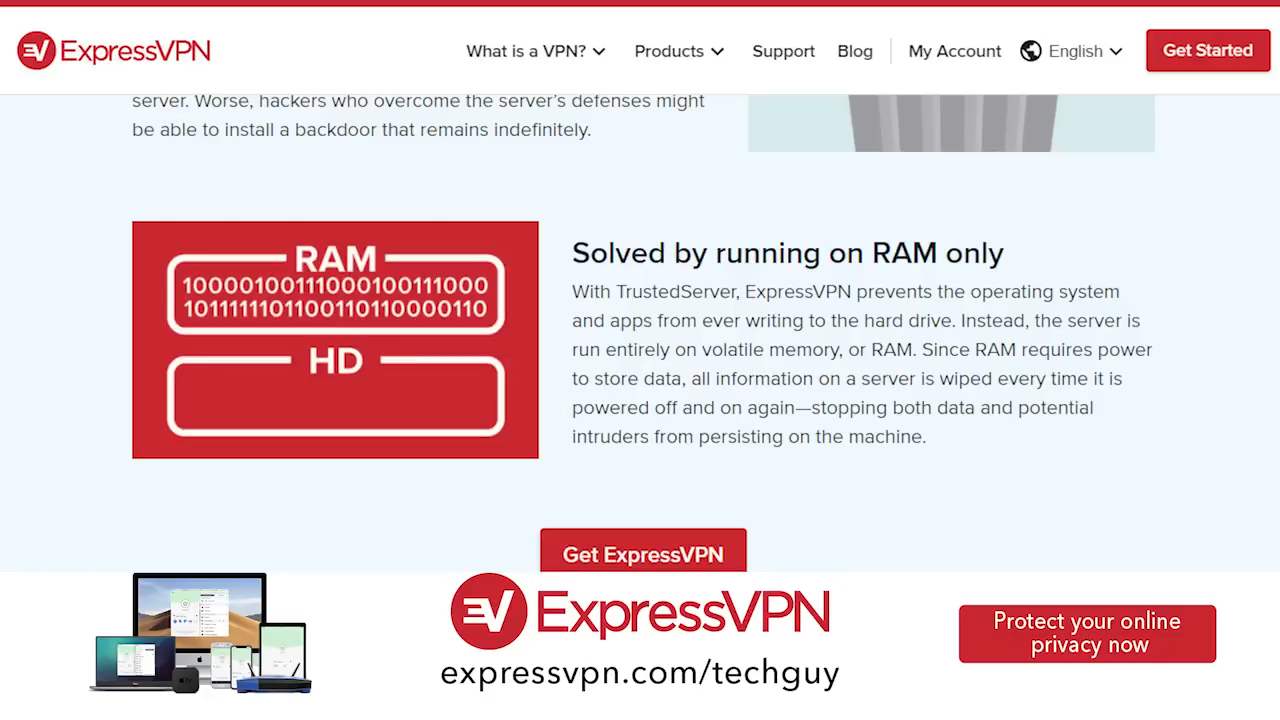 ExpressVPN
What is a VPN?
Products
Support
Blog
My Account
English
Get Started
server. Worse, hackers who overcome the server's defenses might
be able to install a backdoor that remains indefinitely.
RAM
100001001110001001110001
101111110110011011000011 0
HD
Solved by running on RAM only
With TrustedServer, ExpressVPN prevents the operating system
and apps from ever writing to the hard drive. Instead, the server is
run entirely on volatile memory, or RAM. Since RAM requires power
to store data, all information on a server is wiped every time it is
powered off and on again—stopping both data and potential
intruders from persisting on the machine.
Get ExpressVPN
ExpressVPN
expressvpn.com/techguy
Protect your online
privacy now